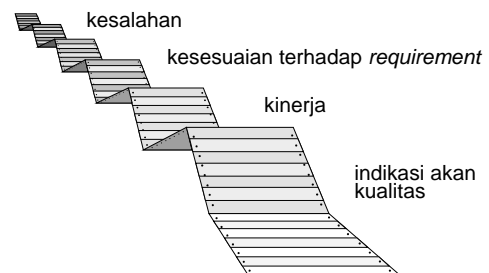 kesalahan
kesesuaian terhadap requirement
kinerja
indikasi akan
kualitas